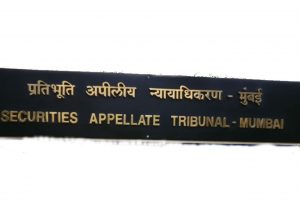 प्रतिभूति अपीलीय न्यायाधिकरण - मुंबई
SECURITIES APPELLATE TRIBUNAL - MUMBAI